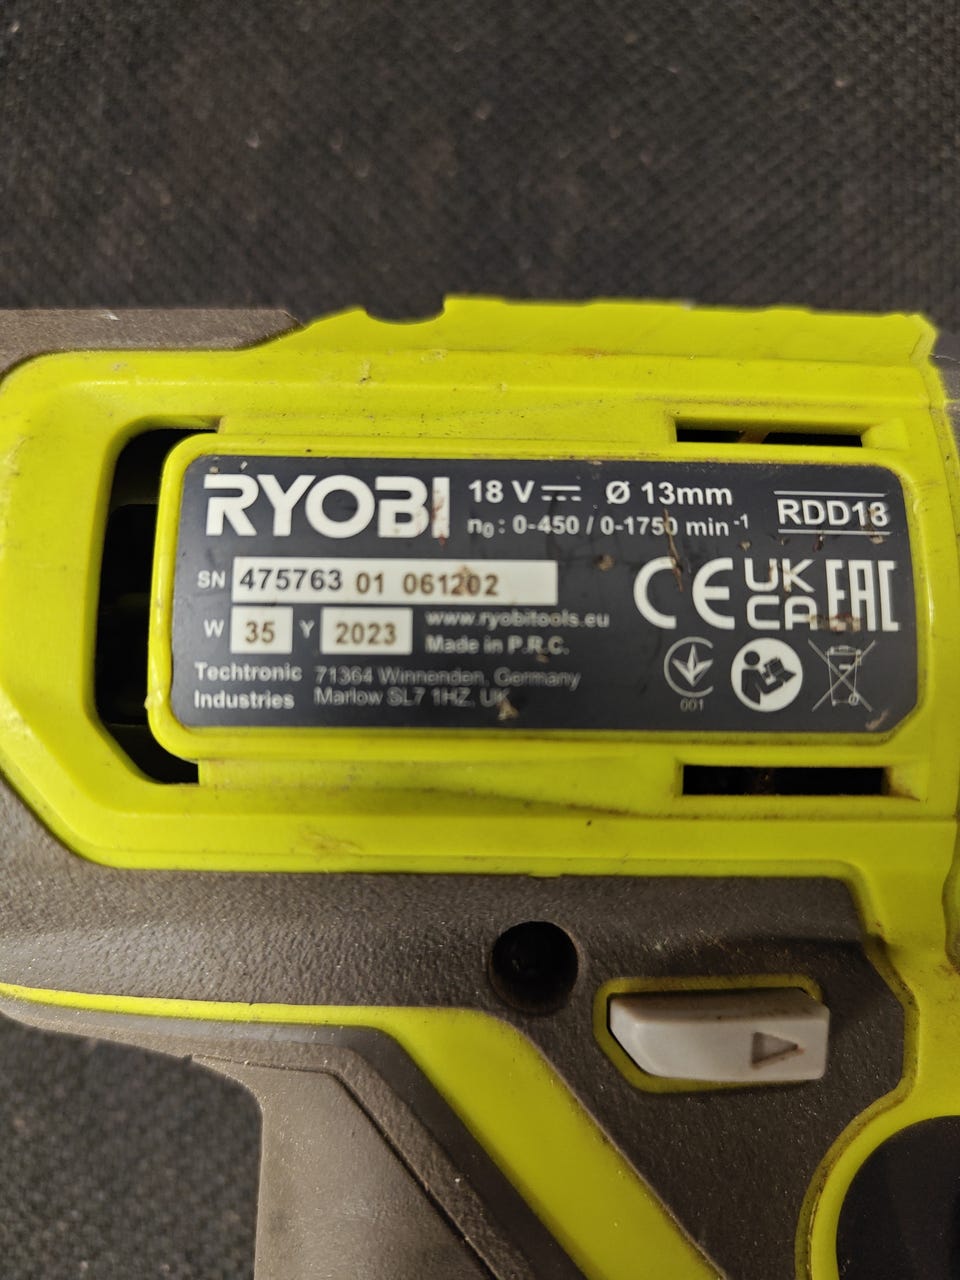 RYOBI
18 V ⎓ Ø 13mm
n₀: 0-450 / 0-1750 min⁻¹
RDD18
SN 475763 01 061202
W 35 Y 2023
www.ryobitools.eu
Made in P.R.C.
Techtronic Industries
71364 Winnenden, Germany
Marlow SL7 1HZ, UK
CE UK CA EAC
001